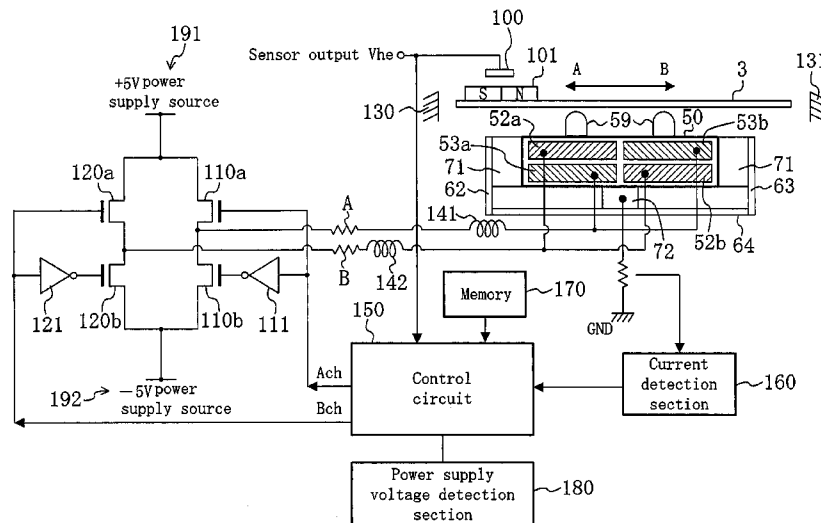 191
100
Sensor output Vhe
101
131
+5V power
supply source
S
N
A
B
3
130
52a
59
50
53b
53a
120a
110a
71
71
62
63
A
141
B
142
72
52b
64
121
120b
110b
111
150
Memory
170
GND
192
-5V power
supply source
Ach
Bch
Control
circuit
Current
detection
section
160
Power supply
voltage detection
section
180